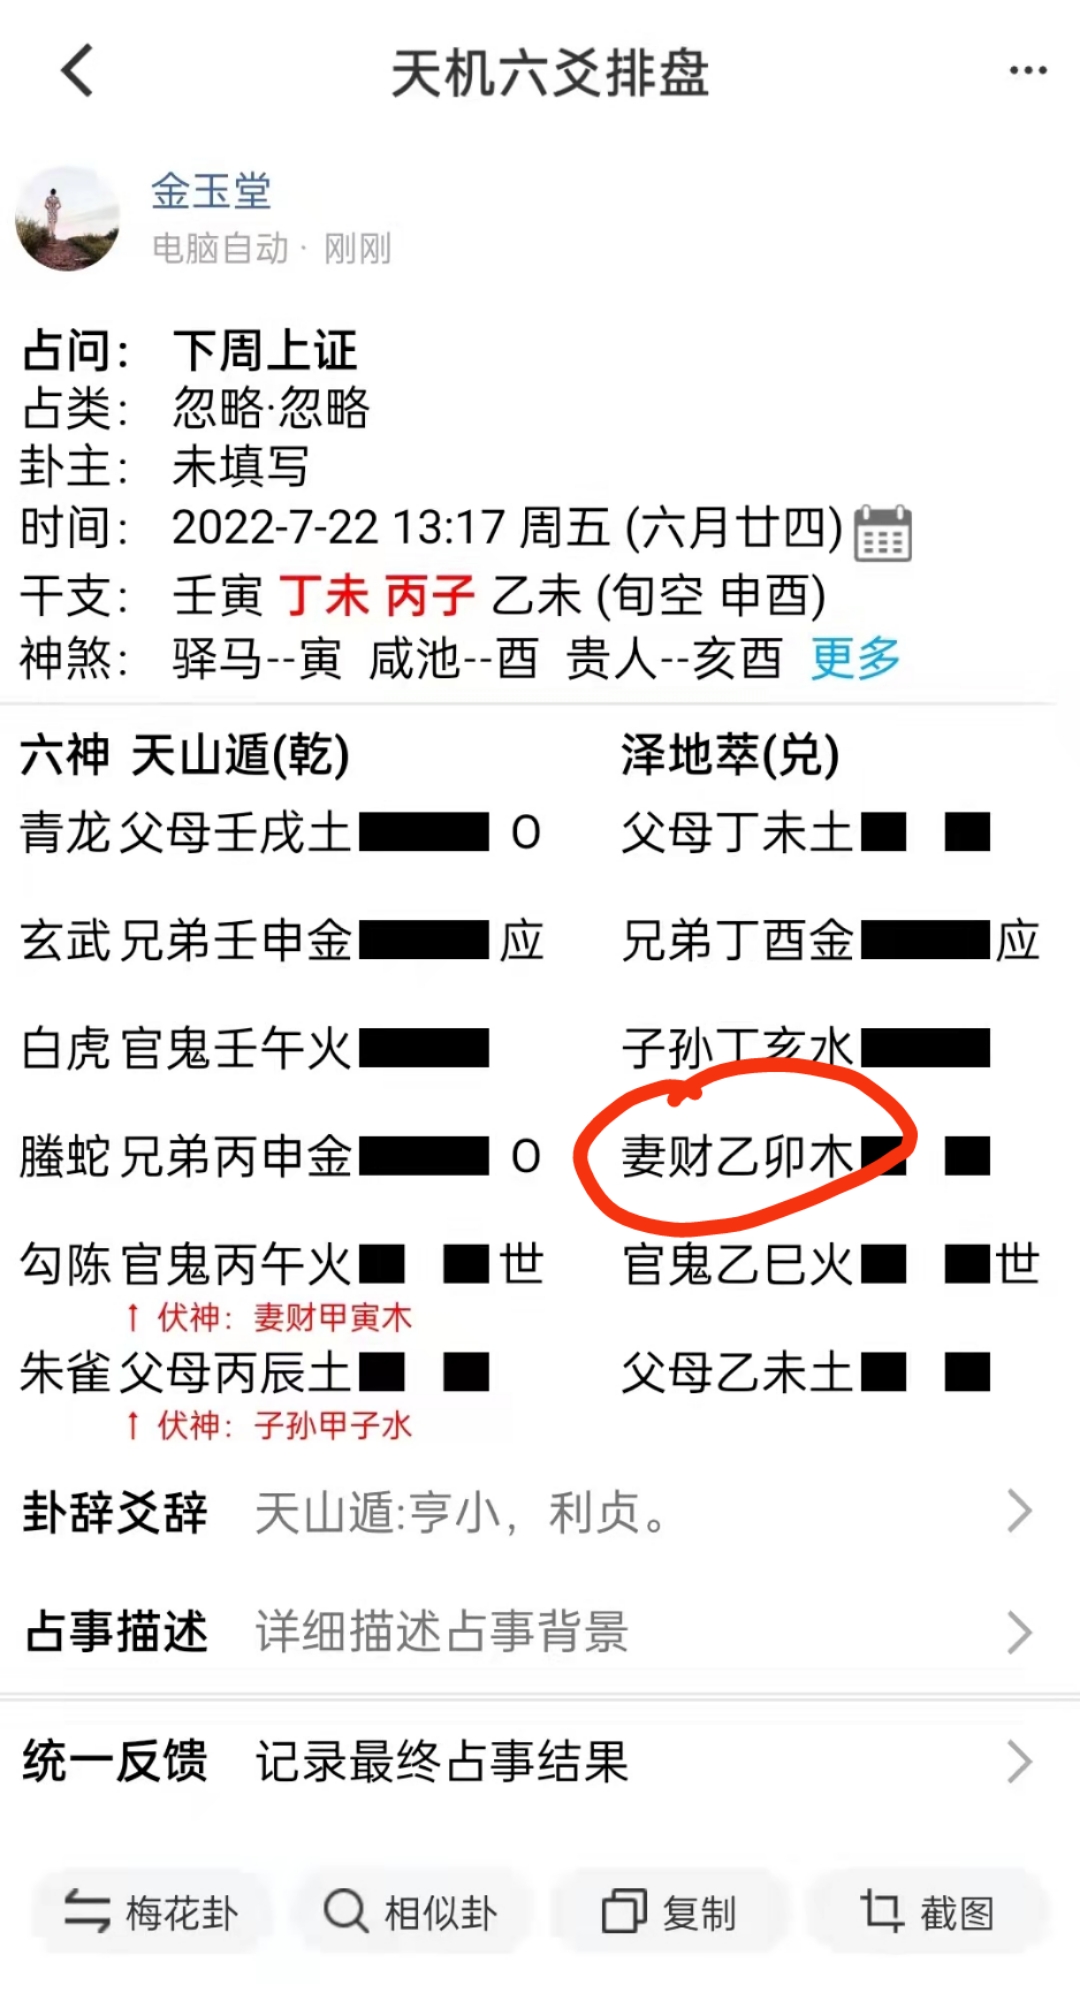 天机六爻排盘
金玉堂
电脑自动 · 刚刚
占问： 下周上证
占类： 忽略·忽略
卦主： 未填写
时间： 2022-7-22 13:17 周五 (六月廿四)
干支： 壬寅 丁未 丙子 乙未 (旬空 申酉)
神煞： 驿马--寅 咸池--酉 贵人--亥酉 更多
六神 天山遁(乾) 泽地萃(兑)
青龙 父母壬戌土 O 父母丁未土
玄武 兄弟壬申金 应 兄弟丁酉金 应
白虎 官鬼壬午火 子孙丁亥水
螣蛇 兄弟丙申金 O 妻财乙卯木
勾陈 官鬼丙午火 世 官鬼乙巳火 世
↑ 伏神：妻财甲寅木
朱雀 父母丙辰土 父母乙未土
↑ 伏神：子孙甲子水
卦辞爻辞 天山遁:亨小，利贞。
占事描述 详细描述占事背景
统一反馈 记录最终占事结果
梅花卦 相似卦 复制 截图